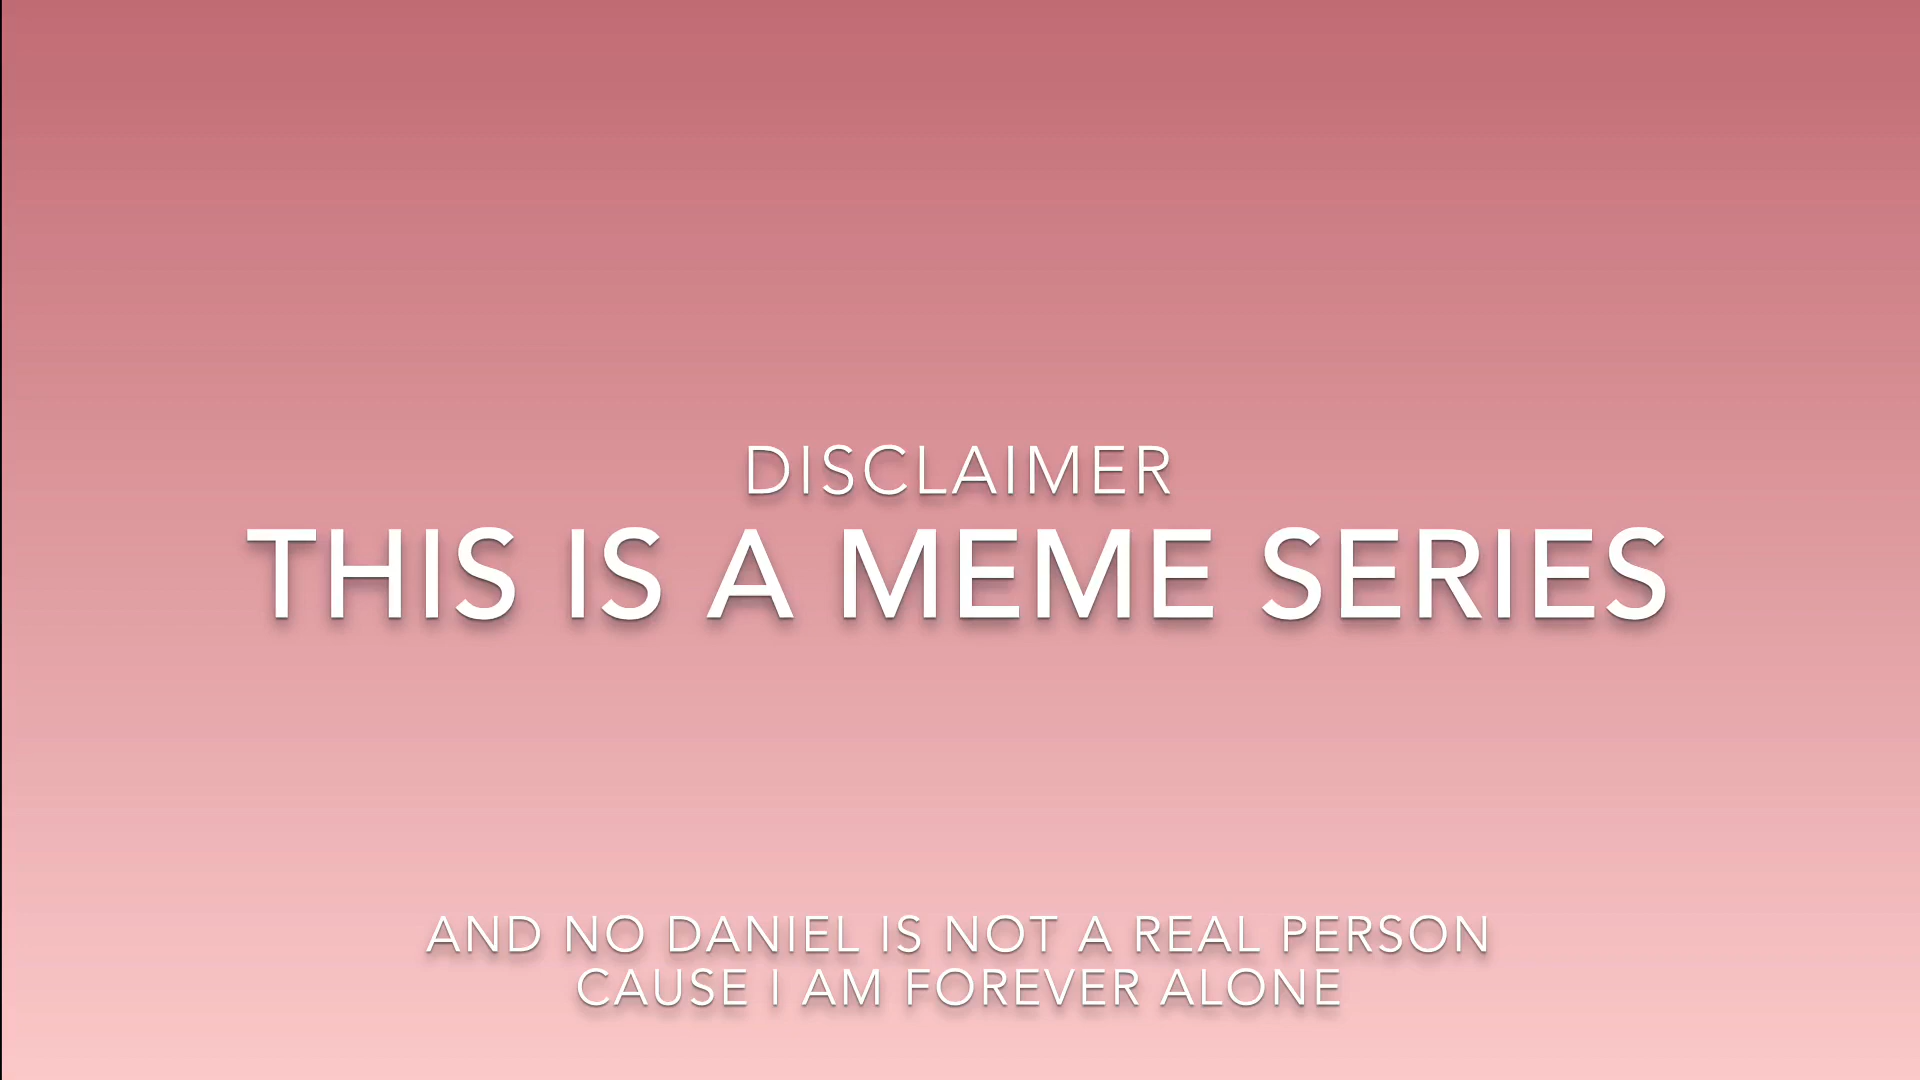 DISCLAIMER
THIS IS A MEME SERIES
AND NO DANIEL IS NOT A REAL PERSON
CAUSE I AM FOREVER ALONE